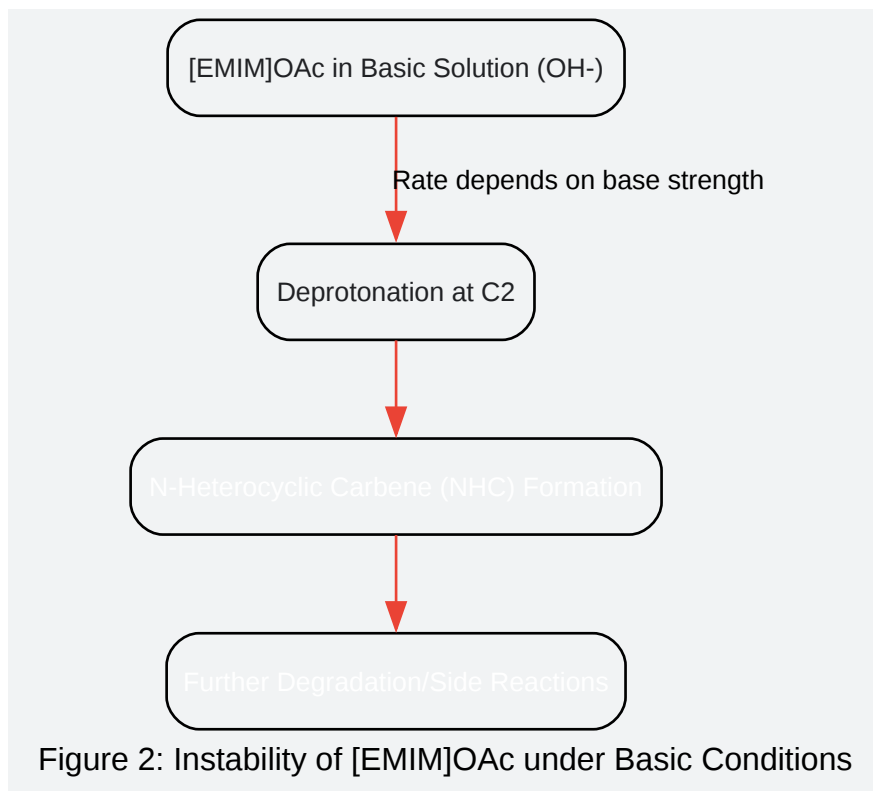 [EMIM]OAc in Basic Solution (OH-)
Rate depends on base strength
Deprotonation at C2
N-Heterocyclic Carbene (NHC) Formation
Further Degradation/Side Reactions
Figure 2: Instability of [EMIM]OAc under Basic Conditions